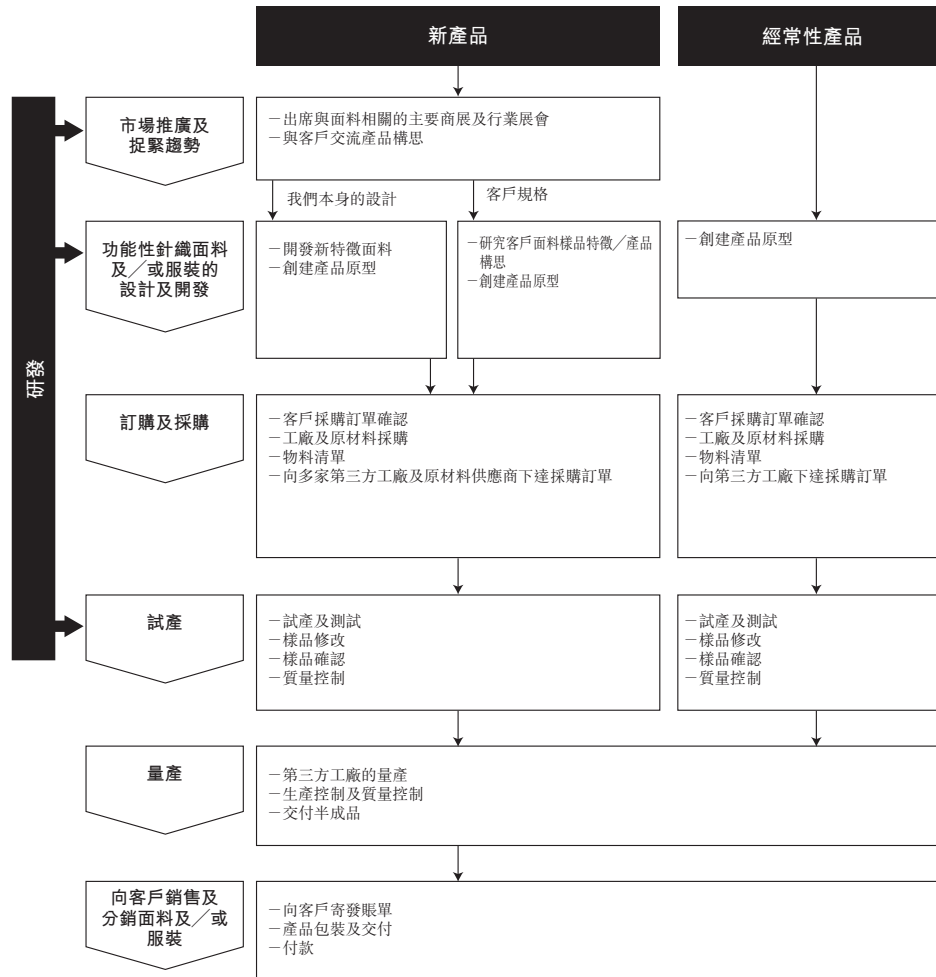 新產品
經常性產品
研發
市場推廣及
捉緊趨勢
－出席與面料相關的主要商展及行業展會
－與客戶交流產品構思
我們本身的設計
客戶規格
功能性針織面料
及╱或服裝的
設計及開發
－開發新特徵面料
－創建產品原型
－研究客戶面料樣品特徵╱產品
構思
－創建產品原型
－創建產品原型
訂購及採購
－客戶採購訂單確認
－工廠及原材料採購
－物料清單
－向多家第三方工廠及原材料供應商下達採購訂單
－客戶採購訂單確認
－工廠及原材料採購
－物料清單
－向第三方工廠下達採購訂單
試產
－試產及測試
－樣品修改
－樣品確認
－質量控制
－試產及測試
－樣品修改
－樣品確認
－質量控制
量產
－第三方工廠的量產
－生產控制及質量控制
－交付半成品
向客戶銷售及
分銷面料及╱或
服裝
－向客戶寄發賬單
－產品包裝及交付
－付款